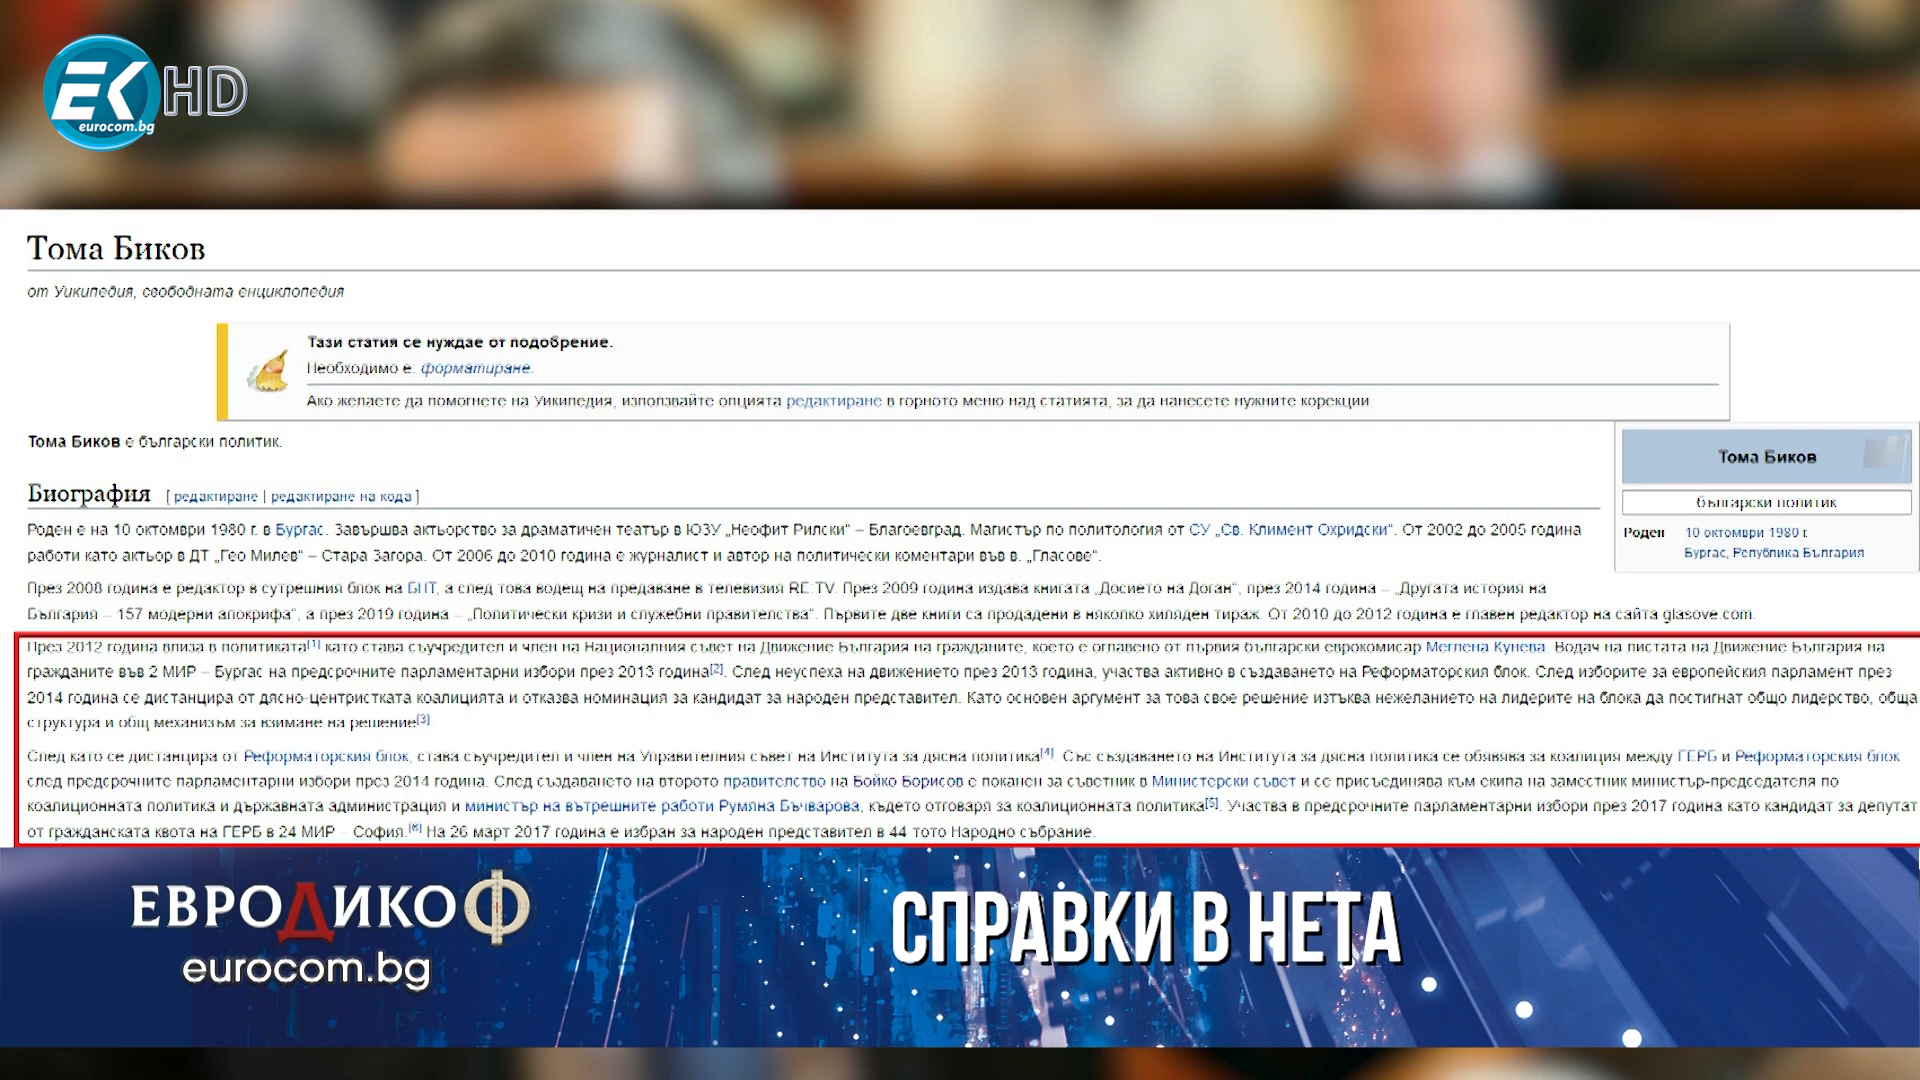 EK HD
eurocom.bg
Тома Биков
от Уикипедия, свободната енциклопедия
Тази статия се нуждае от подобрение.
Необходимо е: форматиране.
Ако желаете да помогнете на Уикипедия, използвайте опцията редактиране в горното меню над статията, за да нанесете нужните корекции.
Тома Биков е български политик.
Тома Биков
български политик
Роден 10 октомври 1980 г.
Бургас, Република България
Биография [ редактиране | редактиране на кода ]
Роден е на 10 октомври 1980 г. в Бургас. Завършва актьорство за драматичен театър в ЮЗУ „Неофит Рилски“ – Благоевград. Магистър по политология от СУ „Св. Климент Охридски“. От 2002 до 2005 година
работи като актьор в ДТ „Гео Милев“ – Стара Загора. От 2006 до 2010 година е журналист и автор на политически коментари във в. „Гласове“.
През 2008 година е редактор в сутрешния блок на БНТ, а след това водещ на предаване в телевизия RE:TV. През 2009 година издава книгата „Досието на Доган“, през 2014 година – „Другата история на
България – 157 модерни апокрифа“, а през 2019 година – „Политически кризи и служебни правителства“. Първите две книги са продадени в няколко хиляден тираж. От 2010 до 2012 година е главен редактор на сайта glasove.com.
През 2012 година влиза в политиката[1] като става съучредител и член на Националния съвет на Движение България на гражданите, което е оглавено от първия български еврокомисар Меглена Кунева. Водач на листата на Движение България на
гражданите във 2 МИР – Бургас на предсрочните парламентарни избори през 2013 година[2]. След неуспеха на движението през 2013 година, участва активно в създаването на Реформаторския блок. След изборите за европейския парламент през
2014 година се дистанцира от дясно-центристката коалицията и отказва номинация за кандидат за народен представител. Като основен аргумент за това свое решение изтъква нежеланието на лидерите на блока да постигнат общо лидерство, обща
структура и общ механизъм за взимане на решение[3]
След като се дистанцира от Реформаторския блок, става съучредител и член на Управителния съвет на Института за дясна политика[4]. Със създаването на Института за дясна политика се обявява за коалиция между ГЕРБ и Реформаторския блок
след предсрочните парламентарни избори през 2014 година. След създаването на второто правителство на Бойко Борисов е поканен за съветник в Министерски съвет и се присъединява към екипа на заместник министър-председателя по
коалиционната политика и държавната администрация и министър на вътрешните работи Румяна Бъчварова, където отговаря за коалиционната политика[5]. Участва в предсрочните парламентарни избори през 2017 година като кандидат за депутат
от гражданската квота на ГЕРБ в 24 МИР – София.[6] На 26 март 2017 година е избран за народен представител в 44 тото Народно събрание.
ЕВРОДИКОФ
eurocom.bg
СПРАВКИ В НЕТА